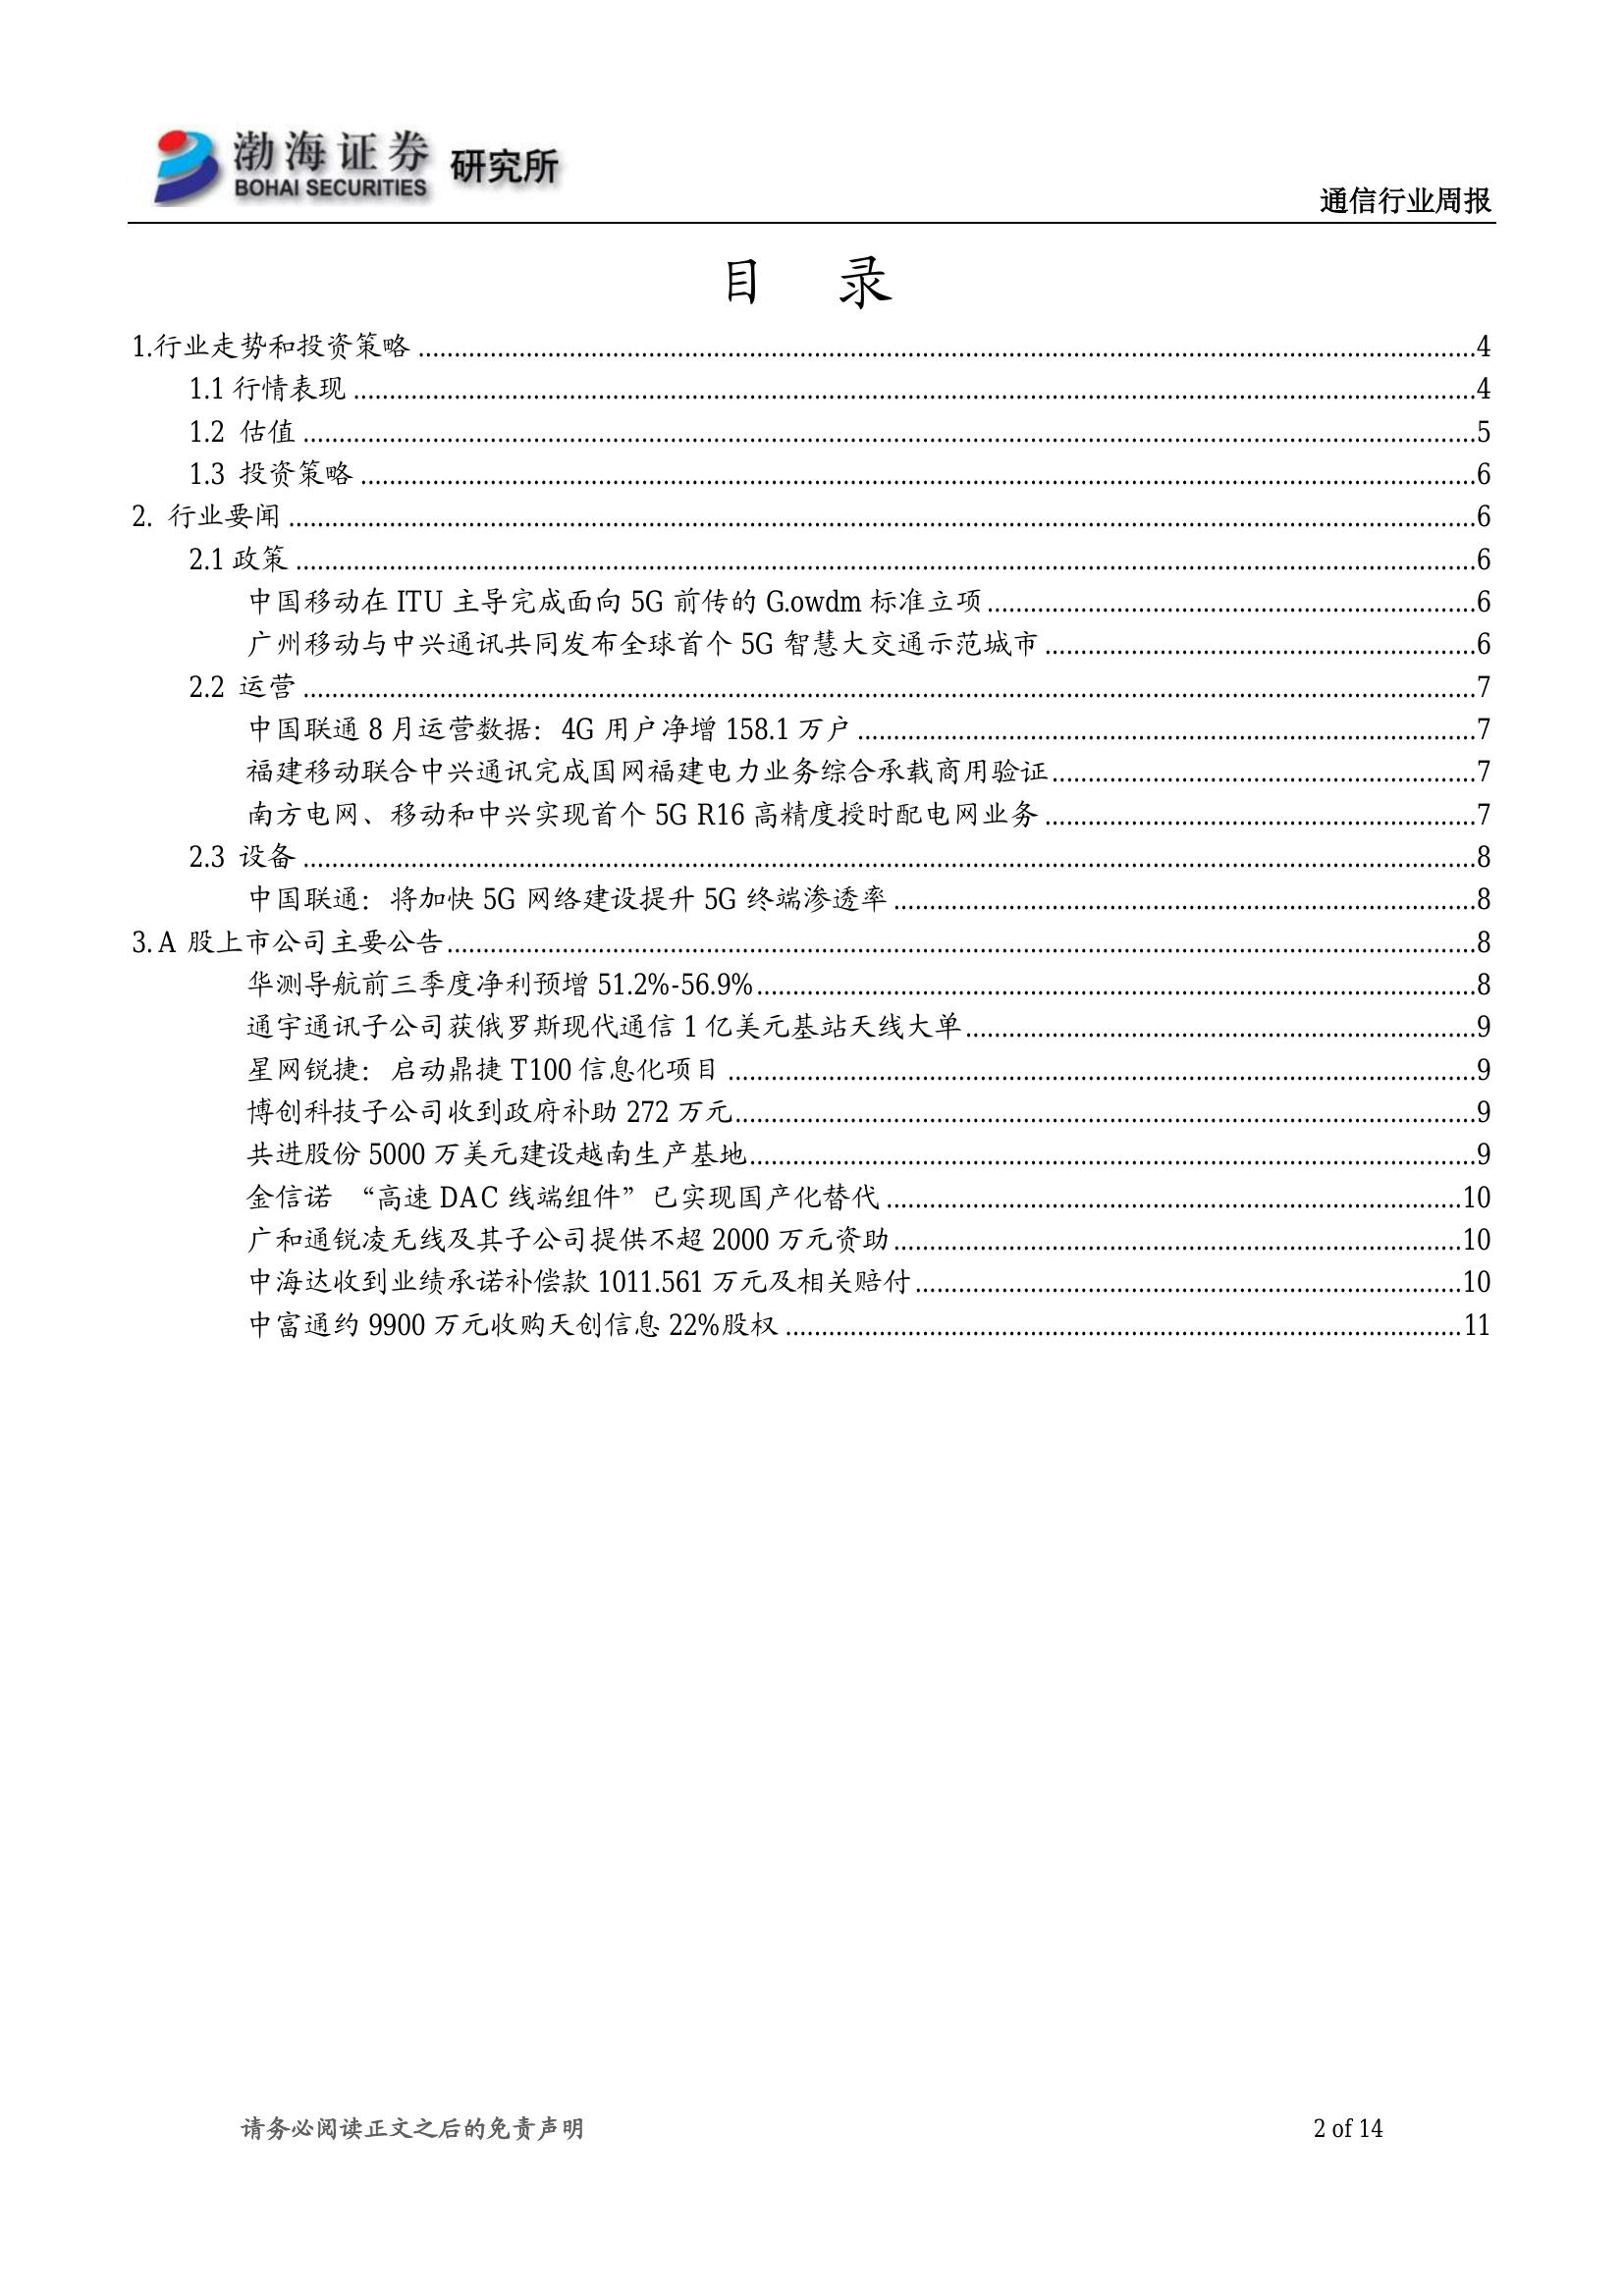 渤海证券 研究所
BOHAI SECURITIES
通信行业周报
目 录
1.行业走势和投资策略 ........ 4
1.1 行情表现 ........ 4
1.2 估值 ........ 5
1.3 投资策略 ........ 6
2. 行业要闻 ........ 6
2.1 政策 ........ 6
中国移动在 ITU 主导完成面向 5G 前传的 G.owdm 标准立项 ........ 6
广州移动与中兴通讯共同发布全球首个 5G 智慧大交通示范城市 ........ 6
2.2 运营 ........ 7
中国联通 8 月运营数据：4G 用户净增 158.1 万户 ........ 7
福建移动联合中兴通讯完成国网福建电力业务综合承载商用验证 ........ 7
南方电网、移动和中兴实现首个 5G R16 高精度授时配电网业务 ........ 7
2.3 设备 ........ 8
中国联通：将加快 5G 网络建设提升 5G 终端渗透率 ........ 8
3. A 股上市公司主要公告 ........ 8
华测导航前三季度净利预增 51.2%-56.9% ........ 8
通宇通讯子公司获俄罗斯现代通信 1 亿美元基站天线大单 ........ 9
星网锐捷：启动鼎捷 T100 信息化项目 ........ 9
博创科技子公司收到政府补助 272 万元 ........ 9
共进股份 5000 万美元建设越南生产基地 ........ 9
金信诺 “高速 DAC 线端组件”已实现国产化替代 ........ 10
广和通锐凌无线及其子公司提供不超 2000 万元资助 ........ 10
中海达收到业绩承诺补偿款 1011.561 万元及相关赔付 ........ 10
中富通约 9900 万元收购天创信息 22%股权 ........ 11
请务必阅读正文之后的免责声明
2 of 14